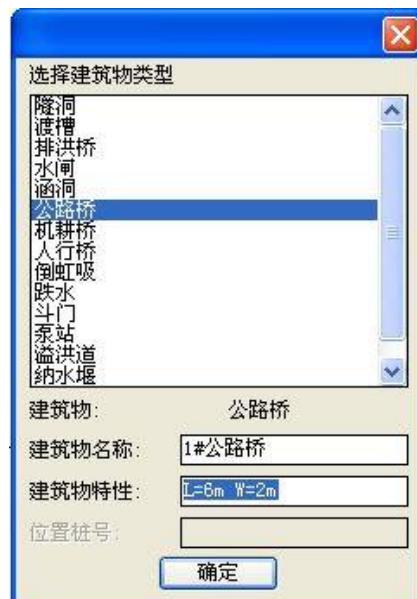 选择建筑物类型
隧洞
渡槽
排洪桥
水闸
涵洞
公路桥
机耕桥
人行桥
倒虹吸
跌水
斗门
泵站
溢洪道
纳水堰
建筑物: 公路桥
建筑物名称: 1#公路桥
建筑物特性: L=6m W=2m
位置桩号:
确定